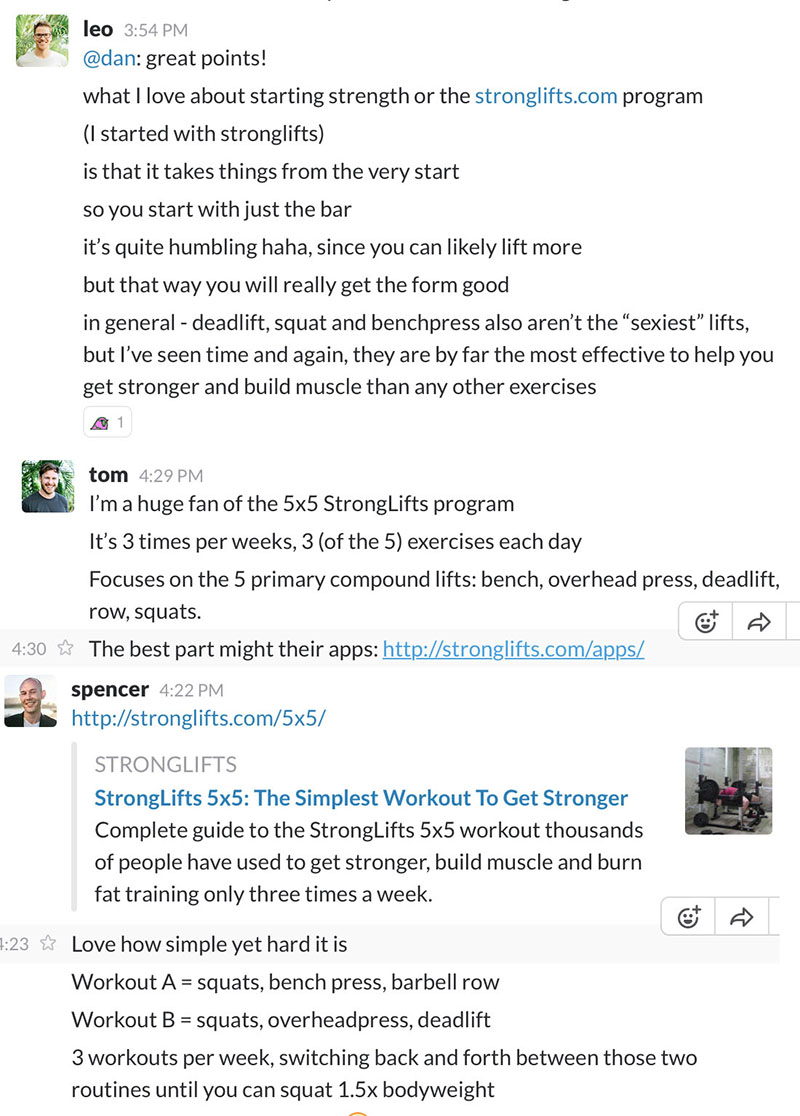 leo 3:54 PM
@dan: great points!
what I love about starting strength or the stronglifts.com program
(I started with stronglifts)
is that it takes things from the very start
so you start with just the bar
it’s quite humbling haha, since you can likely lift more
but that way you will really get the form good
in general - deadlift, squat and benchpress also aren’t the “sexiest” lifts,
but I’ve seen time and again, they are by far the most effective to help you
get stronger and build muscle than any other exercises
1
tom 4:29 PM
I’m a huge fan of the 5x5 StrongLifts program
It’s 3 times per weeks, 3 (of the 5) exercises each day
Focuses on the 5 primary compound lifts: bench, overhead press, deadlift,
row, squats.
4:30 The best part might their apps: http://stronglifts.com/apps/
spencer 4:22 PM
http://stronglifts.com/5x5/
STRONGLIFTS
StrongLifts 5x5: The Simplest Workout To Get Stronger
Complete guide to the StrongLifts 5x5 workout thousands
of people have used to get stronger, build muscle and burn
fat training only three times a week.
4:23 Love how simple yet hard it is
Workout A = squats, bench press, barbell row
Workout B = squats, overheadpress, deadlift
3 workouts per week, switching back and forth between those two
routines until you can squat 1.5x bodyweight